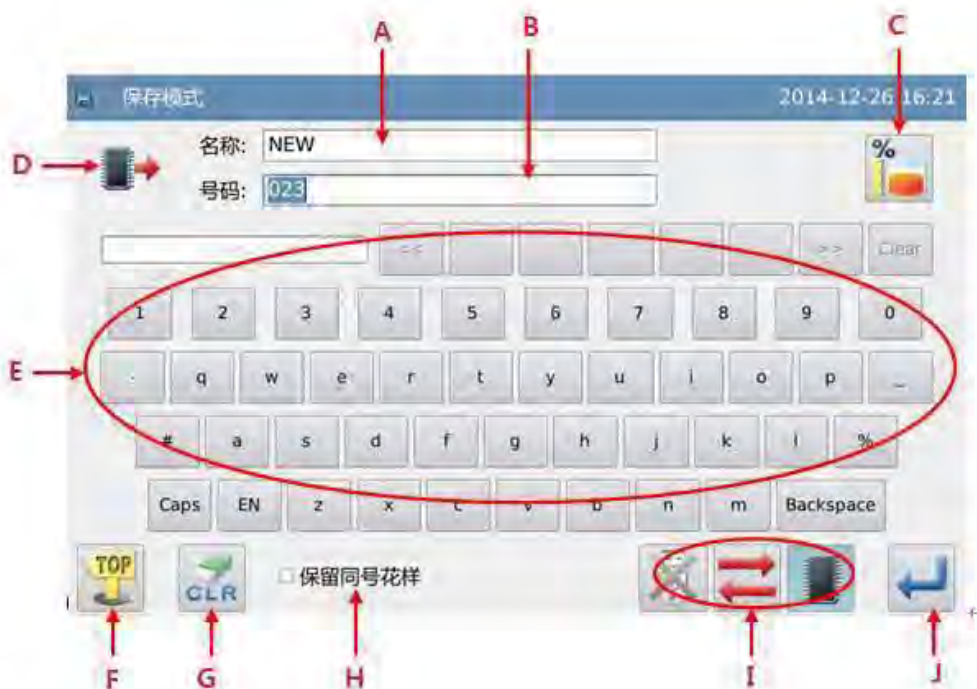 A B C
保存模式 2014-12-26 16:21
D 名称: NEW %
号码: 023
<< >> Clear
1 2 3 4 5 6 7 8 9 0
E . q w e r t y u i o p _
# a s d f g h j k l %
Caps EN z x c v b n m Backspace
TOP CLR 保留同号花样
F G H I J